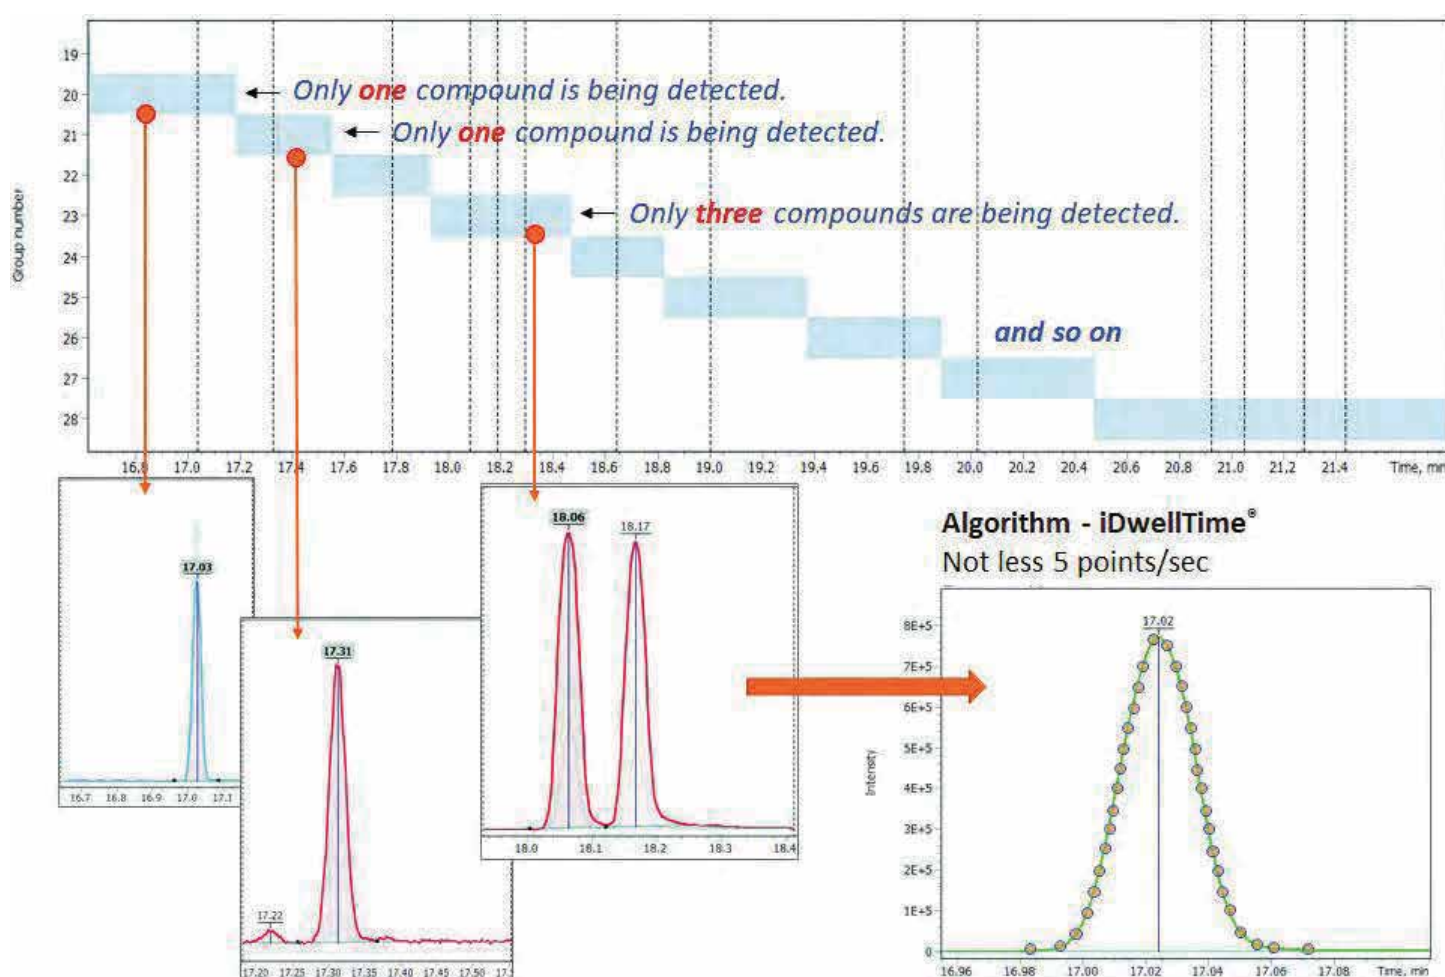 Group number
19
20
21
22
23
24
25
26
27
28
Only one compound is being detected.
Only one compound is being detected.
Only three compounds are being detected.
and so on
16.8 17.0 17.2 17.4 17.6 17.8 18.0 18.2 18.4 18.6 18.8 19.0 19.2 19.4 19.6 19.8 20.0 20.2 20.4 20.6 20.8 21.0 21.2 21.4 Time, min
17.03
16.7 16.8 16.9 17.0 17.1
17.31
17.22
17.20 17.25 17.30 17.35 17.40 17.45 17.50
18.06
18.17
18.0 18.1 18.2 18.3 18.4
Algorithm - iDwellTime®
Not less 5 points/sec
17.02
Intensity
8E+5
7E+5
6E+5
5E+5
4E+5
3E+5
2E+5
1E+5
0
16.96 16.98 17.00 17.02 17.04 17.06 17.08 Time, min